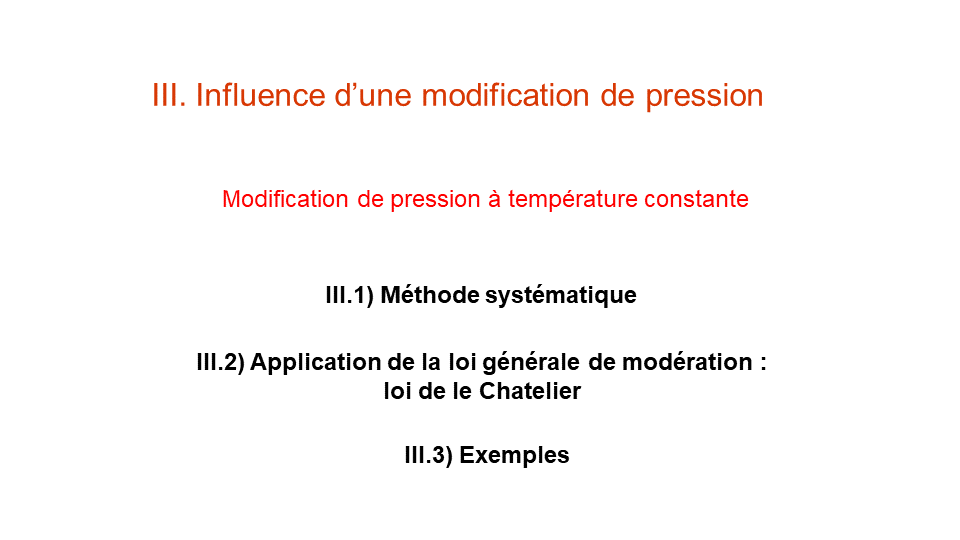 III. Influence d’une modification de pression
Modification de pression à température constante
III.1) Méthode systématique
III.2) Application de la loi générale de modération :
loi de le Chatelier
III.3) Exemples